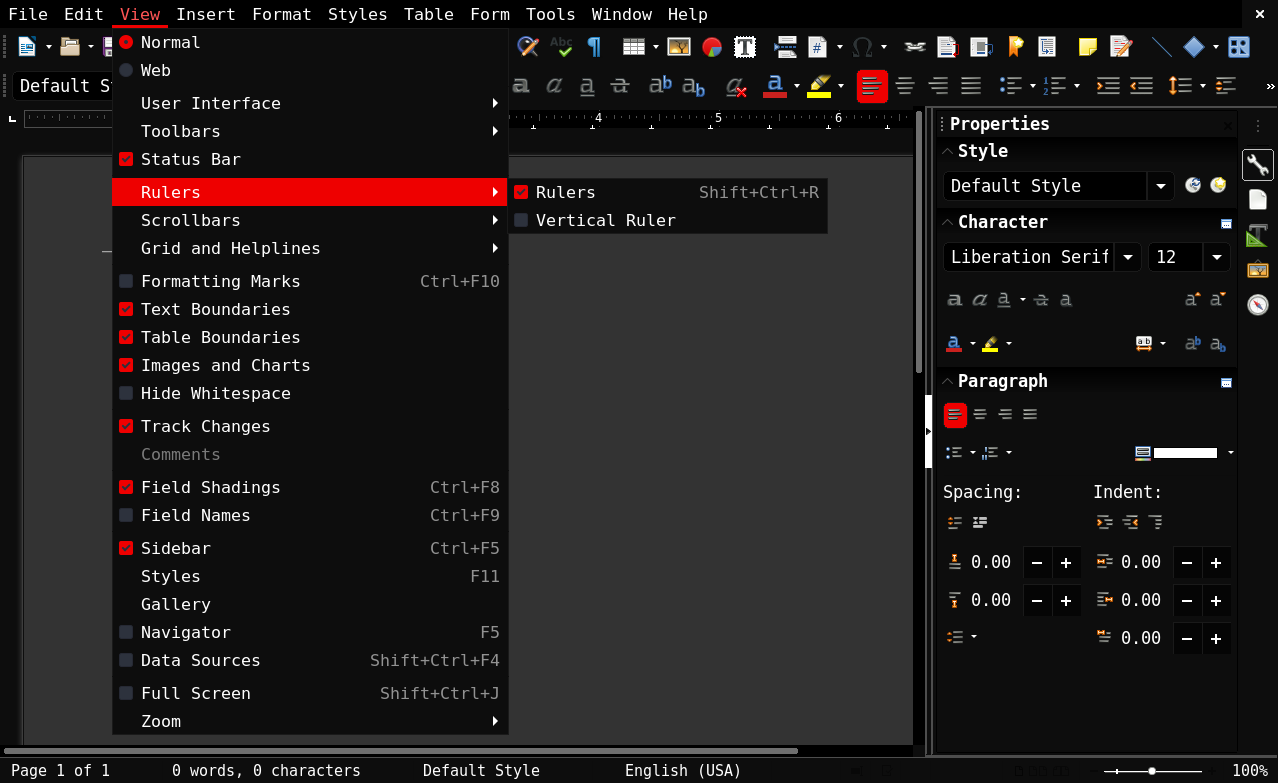 File Edit View Insert Format Styles Table Form Tools Window Help
Normal
Web
User Interface
Toolbars
Status Bar
Rulers
Scrollbars
Grid and Helplines
Formatting Marks Ctrl+F10
Text Boundaries
Table Boundaries
Images and Charts
Hide Whitespace
Track Changes
Comments
Field Shadings Ctrl+F8
Field Names Ctrl+F9
Sidebar Ctrl+F5
Styles F11
Gallery
Navigator F5
Data Sources Shift+Ctrl+F4
Full Screen Shift+Ctrl+J
Zoom
Rulers Shift+Ctrl+R
Vertical Ruler
Default
4 5 6
Properties
Style
Default Style
Character
Liberation Serif 12
Paragraph
Spacing: Indent:
0.00 0.00
0.00 0.00
0.00
Page 1 of 1 0 words, 0 characters Default Style English (USA) 100%